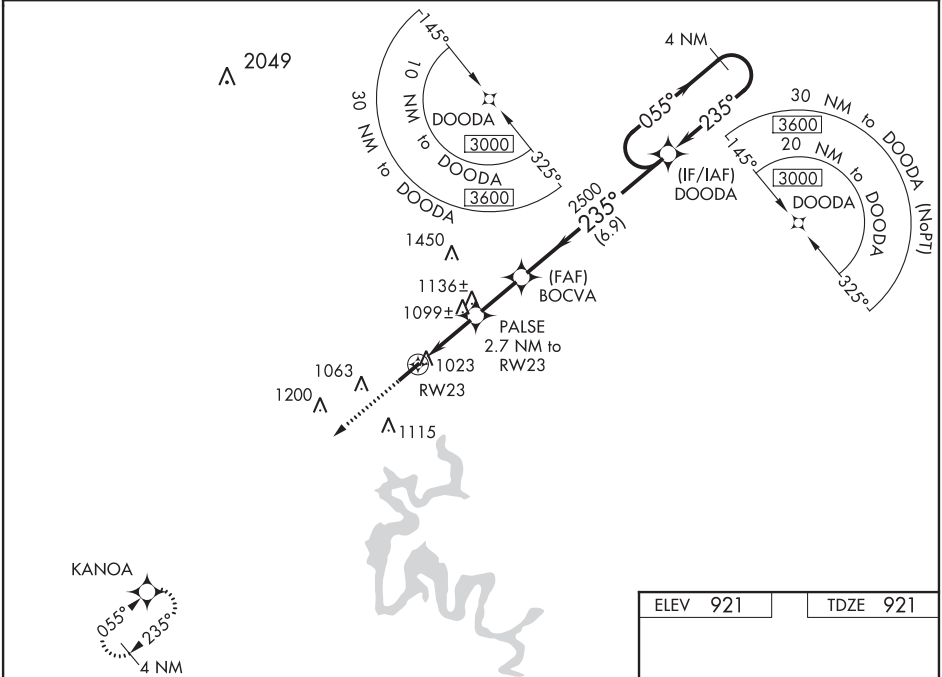 2049
145°
10 NM to DOODA
30 NM to DOODA
DOODA
3000
3600
325°
4 NM
055°
235°
(IF/IAF)
DOODA
30 NM to DOODA (NoPT)
3600
20 NM to DOODA
3000
145°
DOODA
325°
2500
235°
(6.9)
1450
(FAF)
BOCVA
1136±
1099±
PALSE
2.7 NM to
RW23
1023
RW23
1063
1200
1115
KANOA
055°
235°
4 NM
ELEV 921
TDZE 921